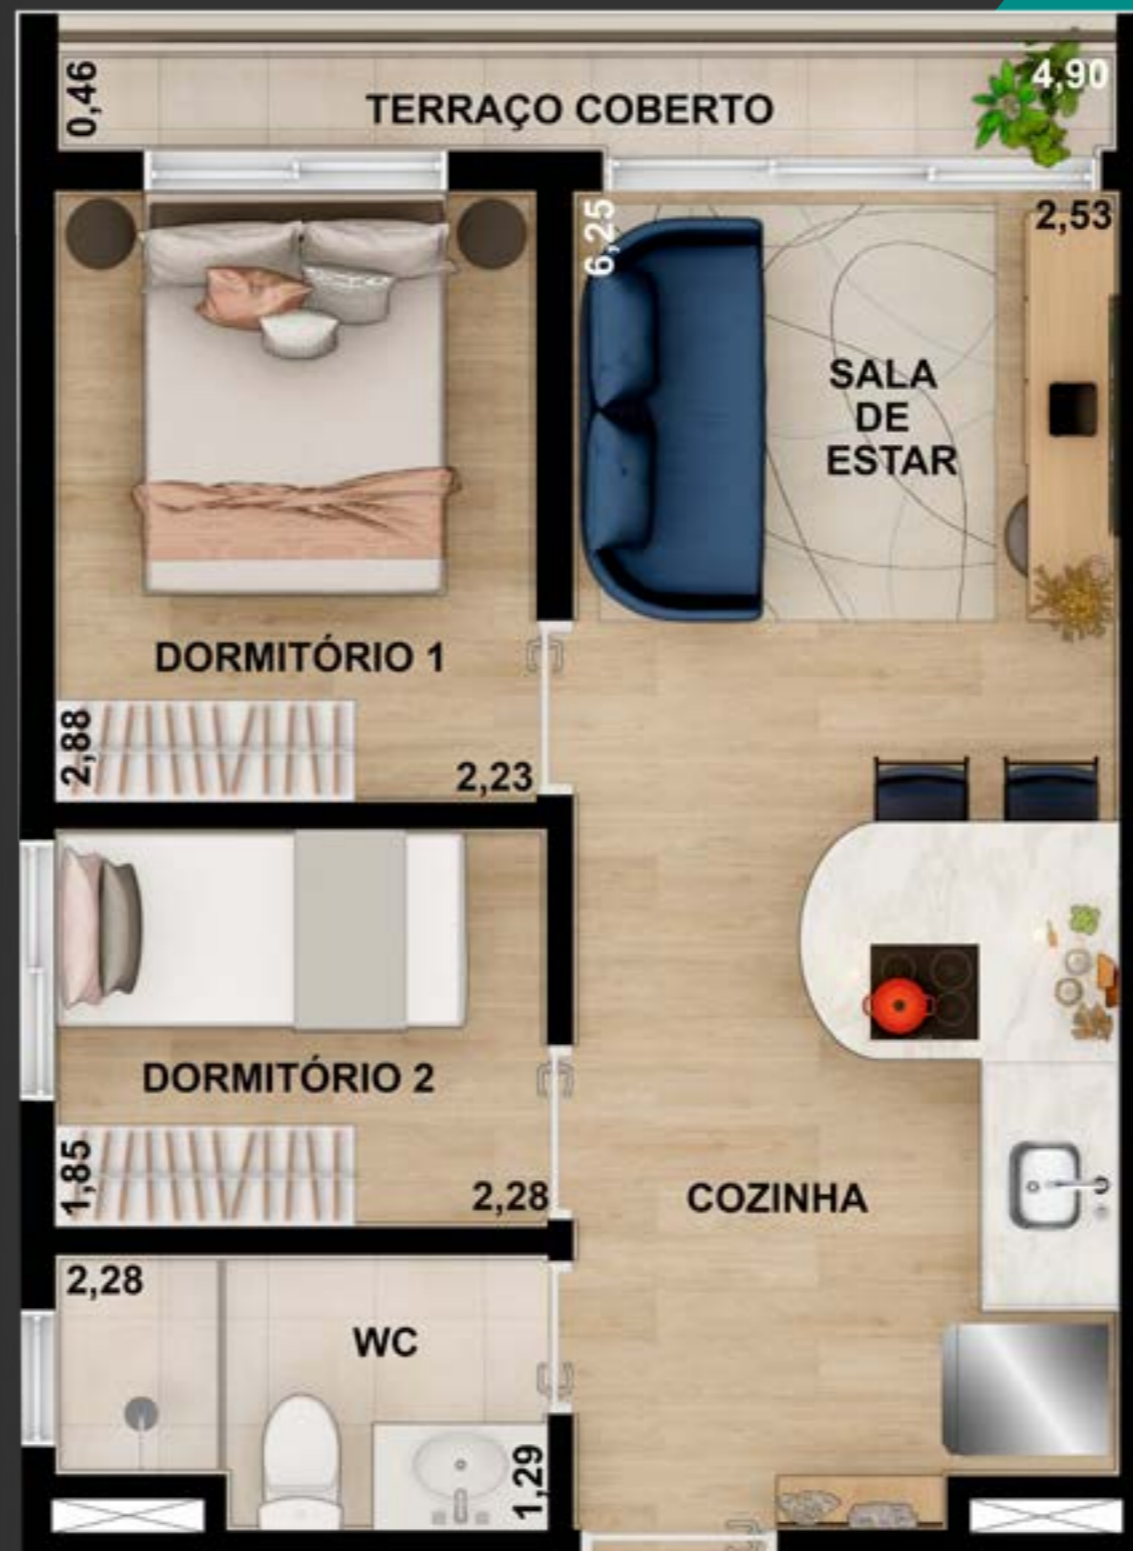 0,46
TERRAÇO COBERTO
4,90
6,25
2,53
SALA
DE
ESTAR
DORMITÓRIO 1
2,88
2,23
DORMITÓRIO 2
1,85
2,28
COZINHA
2,28
WC
1,29